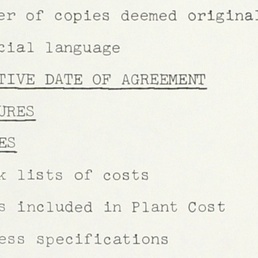 er of copies deemed original
cial language
TIVE DATE OF AGREEMENT
URES
ES
k lists of costs
s included in Plant Cost
ess specifications